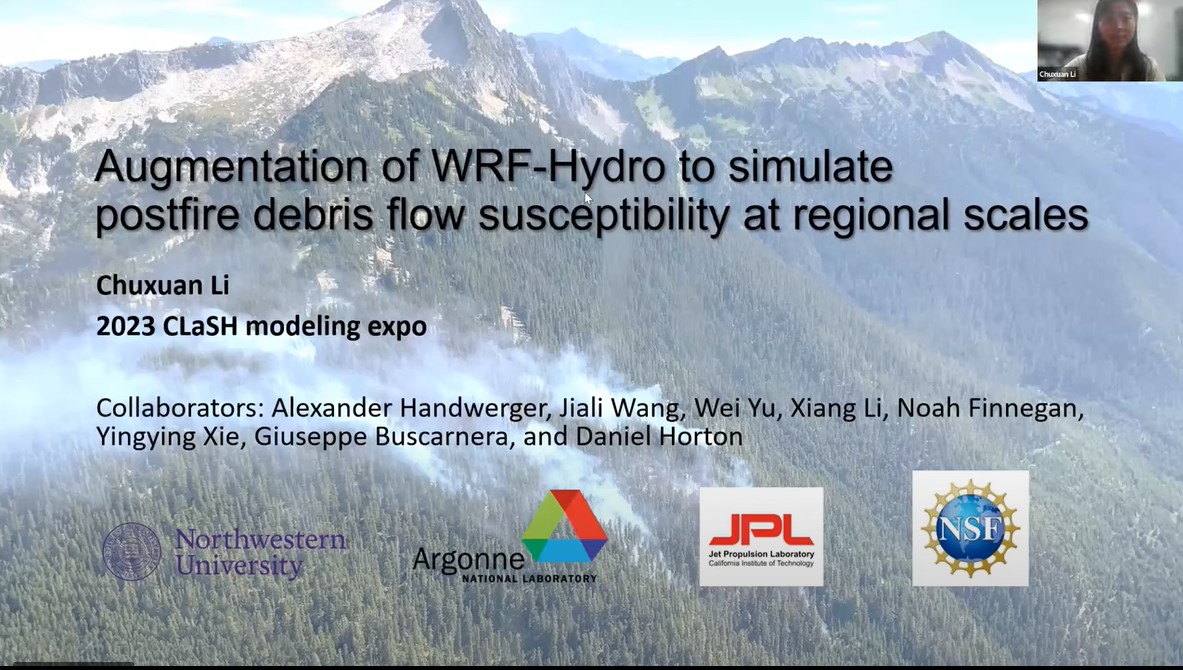 Chuxuan Li
Augmentation of WRF-Hydro to simulate
postfire debris flow susceptibility at regional scales
Chuxuan Li
2023 CLaSH modeling expo
Collaborators: Alexander Handwerger, Jiali Wang, Wei Yu, Xiang Li, Noah Finnegan,
Yingying Xie, Giuseppe Buscarnera, and Daniel Horton
Northwestern
University
Argonne
NATIONAL LABORATORY
JPL
Jet Propulsion Laboratory
California Institute of Technology
NSF